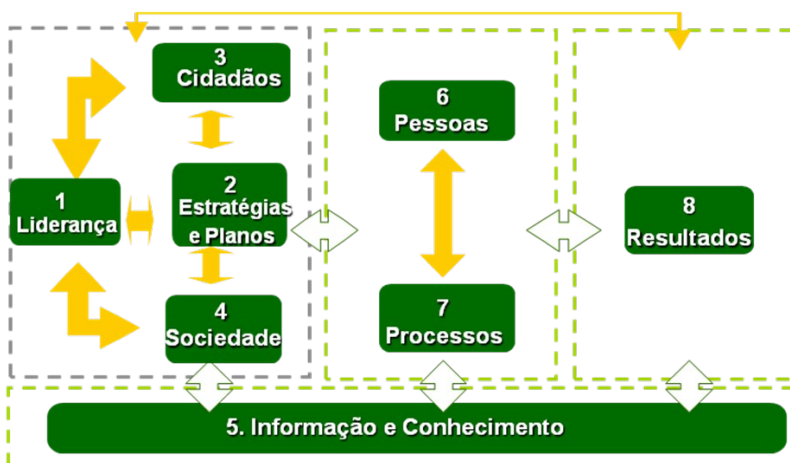 3
Cidadãos
1
Liderança
2
Estratégias
e Planos
4
Sociedade
6
Pessoas
7
Processos
8
Resultados
5. Informação e Conhecimento